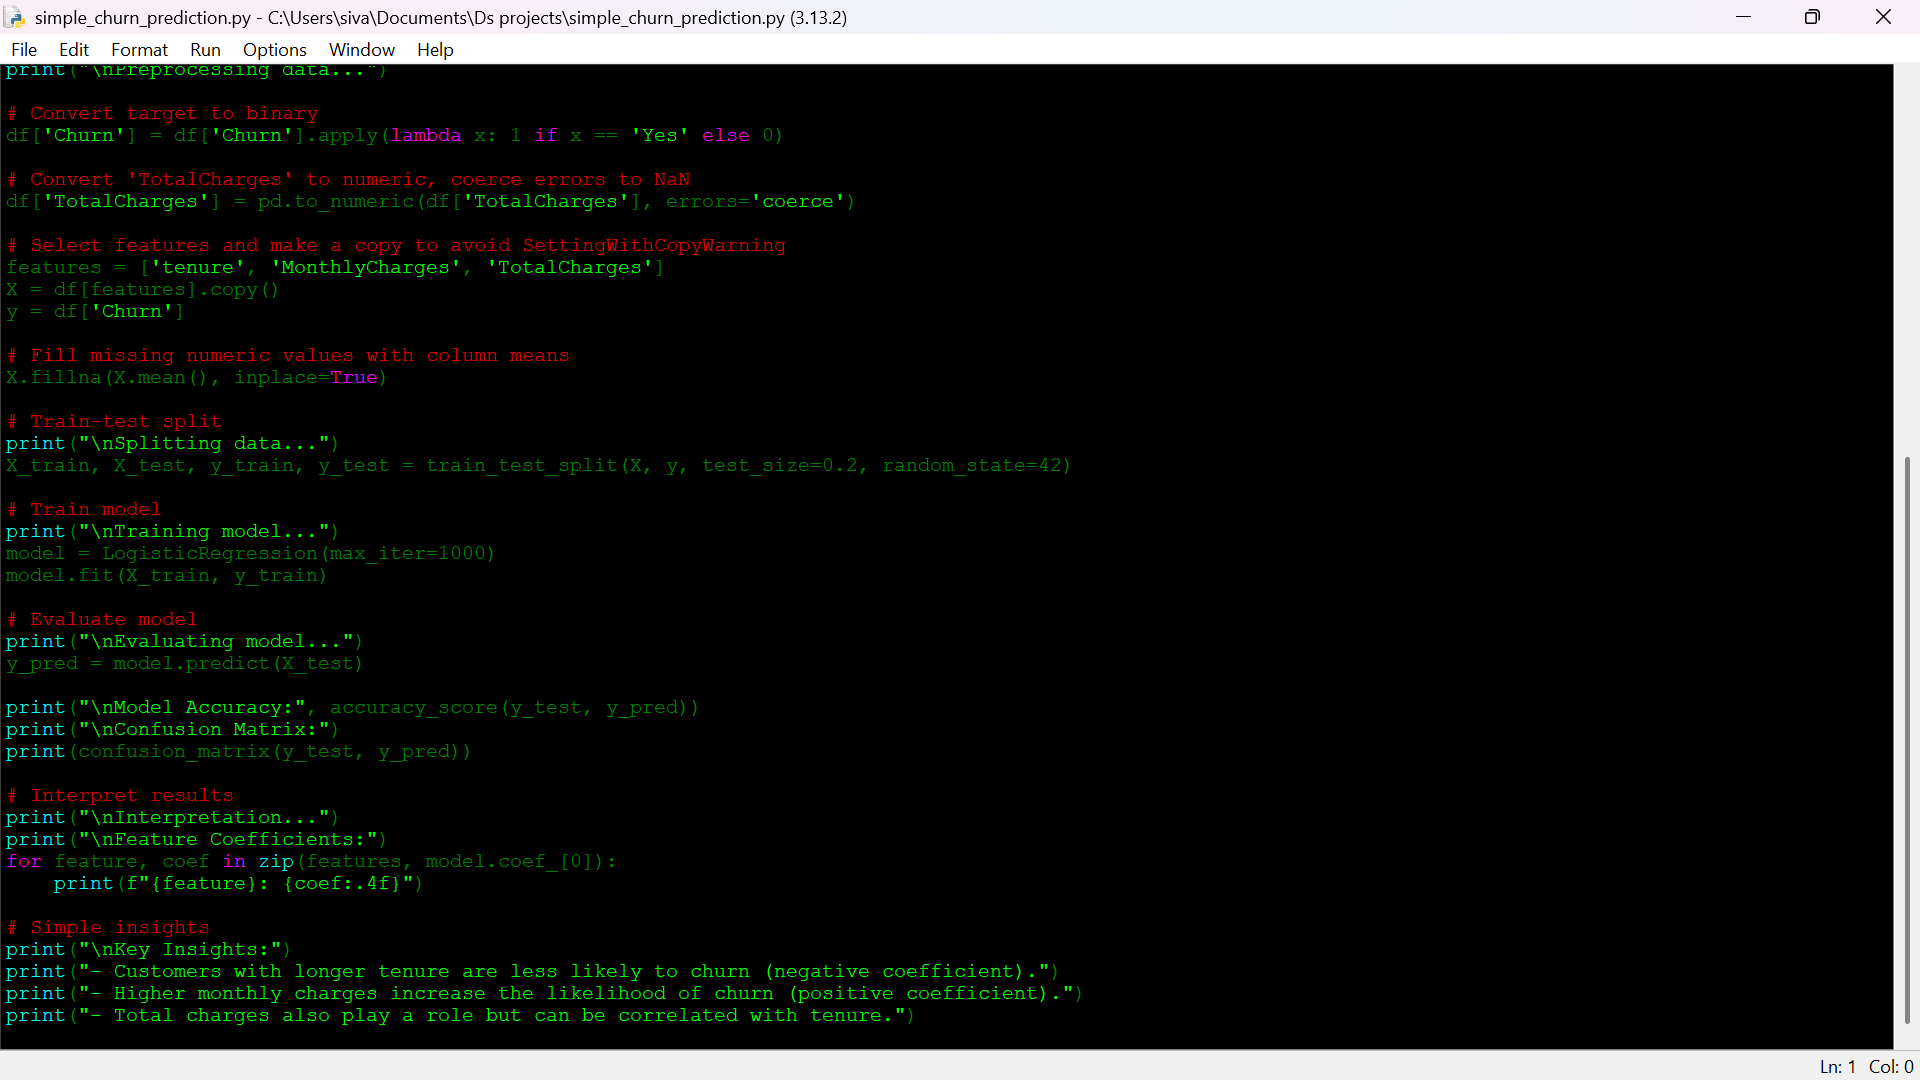 simple_churn_prediction.py - C:\Users\siva\Documents\Ds projects\simple_churn_prediction.py (3.13.2)
File Edit Format Run Options Window Help
print("\nPreprocessing data...")
# Convert target to binary
df['Churn'] = df['Churn'].apply(lambda x: 1 if x == 'Yes' else 0)
# Convert 'TotalCharges' to numeric, coerce errors to NaN
df['TotalCharges'] = pd.to_numeric(df['TotalCharges'], errors='coerce')
# Select features and make a copy to avoid SettingWithCopyWarning
features = ['tenure', 'MonthlyCharges', 'TotalCharges']
X = df[features].copy()
y = df['Churn']
# Fill missing numeric values with column means
X.fillna(X.mean(), inplace=True)
# Train-test split
print("\nSplitting data...")
X_train, X_test, y_train, y_test = train_test_split(X, y, test_size=0.2, random_state=42)
# Train model
print("\nTraining model...")
model = LogisticRegression(max_iter=1000)
model.fit(X_train, y_train)
# Evaluate model
print("\nEvaluating model...")
y_pred = model.predict(X_test)
print("\nModel Accuracy:", accuracy_score(y_test, y_pred))
print("\nConfusion Matrix:")
print(confusion_matrix(y_test, y_pred))
# Interpret results
print("\nInterpretation...")
print("\nFeature Coefficients:")
for feature, coef in zip(features, model.coef_[0]):
    print(f"{feature}: {coef:.4f}")
# Simple insights
print("\nKey Insights:")
print("- Customers with longer tenure are less likely to churn (negative coefficient).")
print("- Higher monthly charges increase the likelihood of churn (positive coefficient).")
print("- Total charges also play a role but can be correlated with tenure.")
Ln: 1 Col: 0